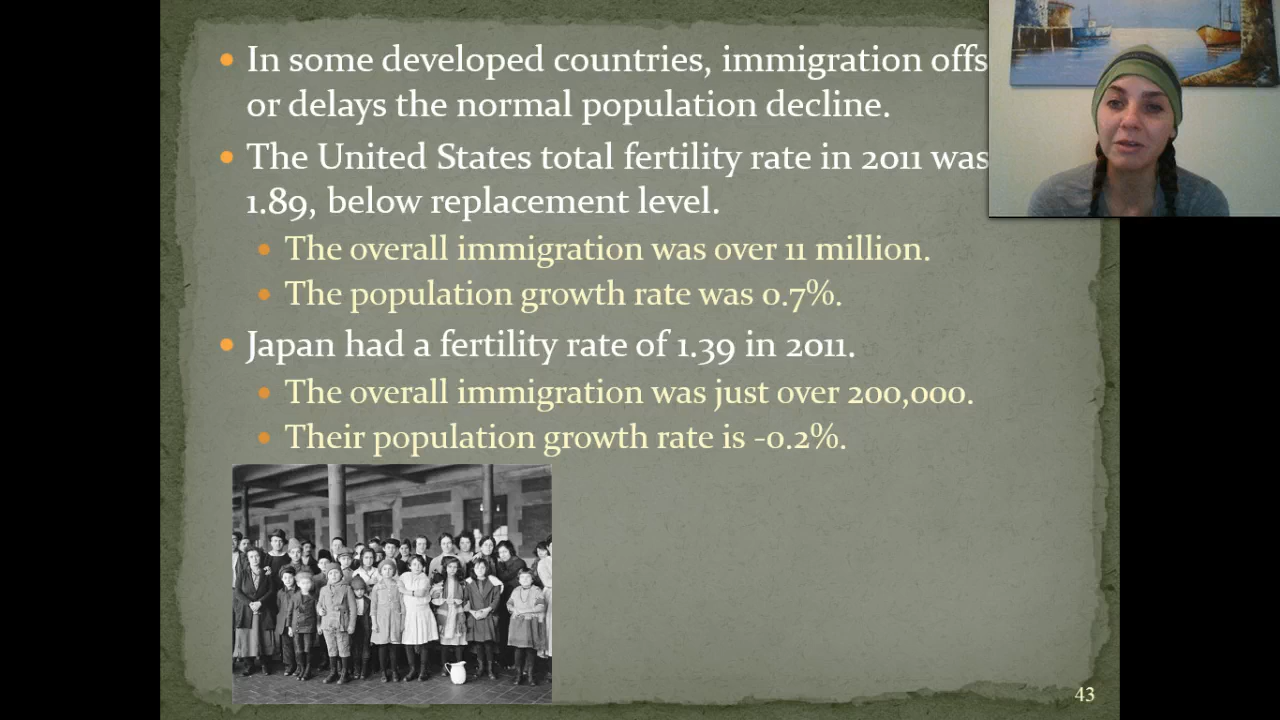 In some developed countries, immigration offs
or delays the normal population decline.
The United States total fertility rate in 2011 was
1.89, below replacement level.
The overall immigration was over 11 million.
The population growth rate was 0.7%.
Japan had a fertility rate of 1.39 in 2011.
The overall immigration was just over 200,000.
Their population growth rate is -0.2%.
43